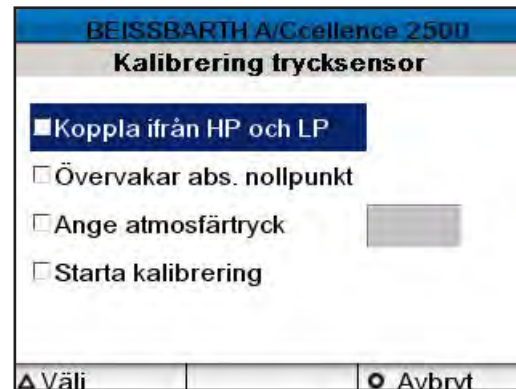 BEISSBARTH A/Ccellence 2500
Kalibrering trycksensor
Koppla ifrån HP och LP
Övervakar abs. nollpunkt
Ange atmosfärtryck
Starta kalibrering
Välj Avbryt